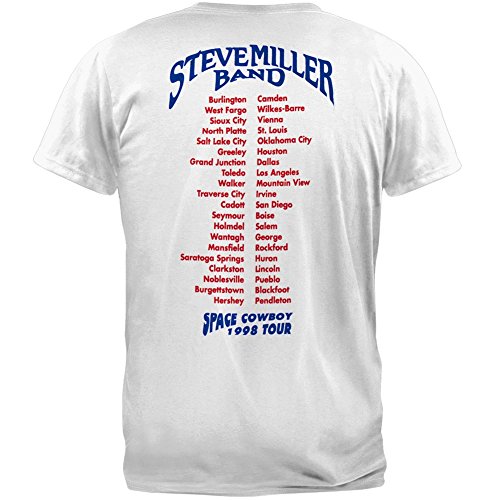 STEVE MILLER
BAND
Burlington Camden
West Fargo Wilkes-Barre
Sioux City Vienna
North Platte St. Louis
Salt Lake City Oklahoma City
Greeley Houston
Grand Junction Dallas
Toledo Los Angeles
Walker Mountain View
Traverse City Irvine
Cadott San Diego
Seymour Boise
Holmdel Salem
Wantagh George
Mansfield Rockford
Saratoga Springs Huron
Clarkston Lincoln
Noblesville Pueblo
Burgettstown Blackfoot
Hershey Pendleton
SPACE COWBOY
1998 TOUR